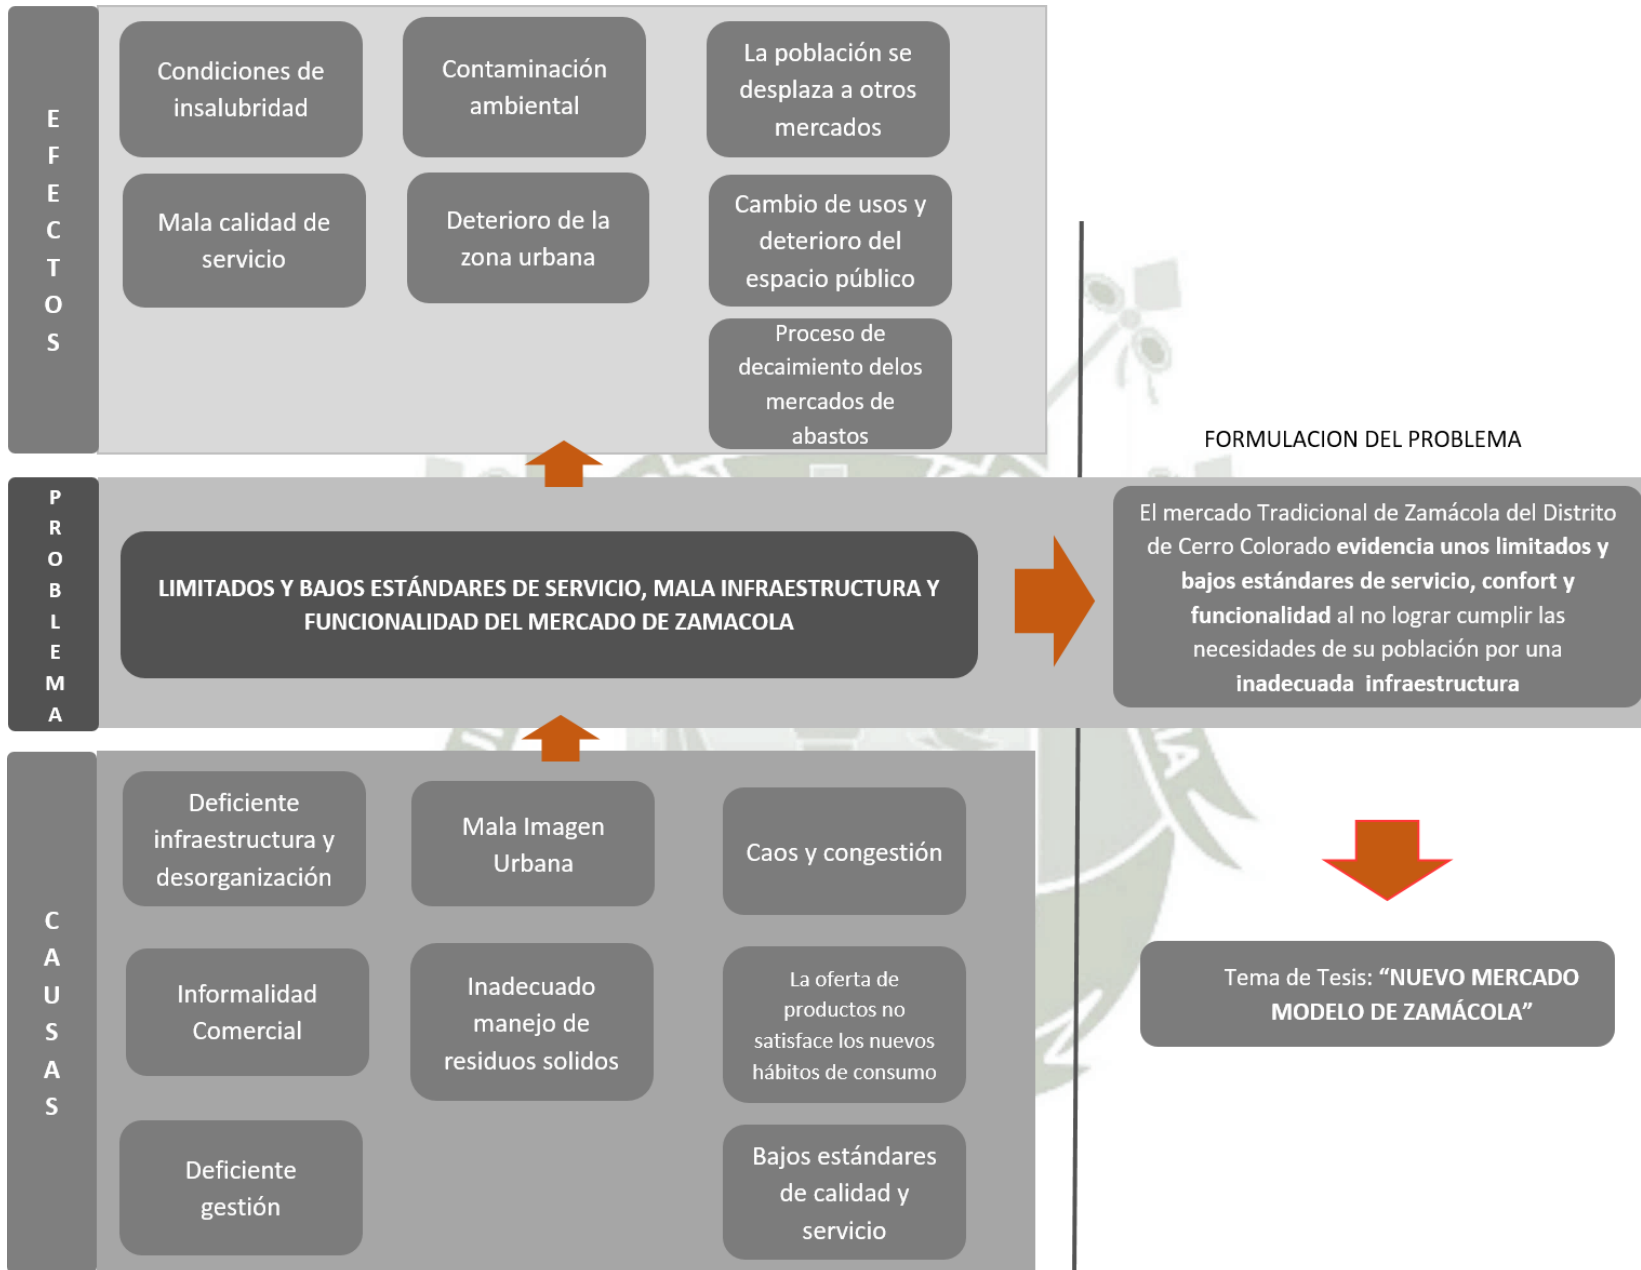 EFECTOS
Condiciones de
insalubridad
Contaminación
ambiental
La población se
desplaza a otros
mercados
Mala calidad de
servicio
Deterioro de la
zona urbana
Cambio de usos y
deterioro del
espacio público
Proceso de
decaimiento delos
mercados de
abastos
PROBLEMA
LIMITADOS Y BAJOS ESTÁNDARES DE SERVICIO, MALA INFRAESTRUCTURA Y
FUNCIONALIDAD DEL MERCADO DE ZAMACOLA
FORMULACION DEL PROBLEMA
El mercado Tradicional de Zamácola del Distrito
de Cerro Colorado evidencia unos limitados y
bajos estándares de servicio, confort y
funcionalidad al no lograr cumplir las
necesidades de su población por una
inadecuada infraestructura
CAUSAS
Deficiente
infraestructura y
desorganización
Mala Imagen
Urbana
Caos y congestión
Informalidad
Comercial
Inadecuado
manejo de
residuos solidos
La oferta de
productos no
satisface los nuevos
hábitos de consumo
Deficiente
gestión
Bajos estándares
de calidad y
servicio
Tema de Tesis: “NUEVO MERCADO
MODELO DE ZAMÁCOLA”